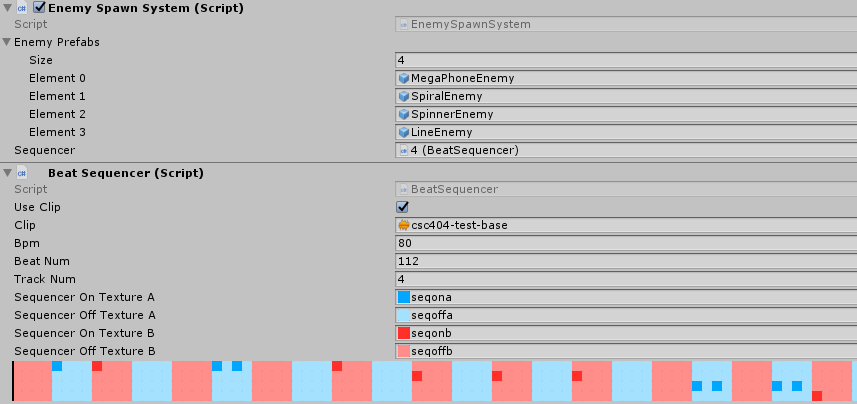 Enemy Spawn System (Script)
Script EnemySpawnSystem
Enemy Prefabs
Size 4
Element 0 MegaPhoneEnemy
Element 1 SpiralEnemy
Element 2 SpinnerEnemy
Element 3 LineEnemy
Sequencer 4 (BeatSequencer)
Beat Sequencer (Script)
Script BeatSequencer
Use Clip
Clip csc404-test-base
Bpm 80
Beat Num 112
Track Num 4
Sequencer On Texture A seqona
Sequencer Off Texture A seqoffa
Sequencer On Texture B seqonb
Sequencer Off Texture B seqoffb